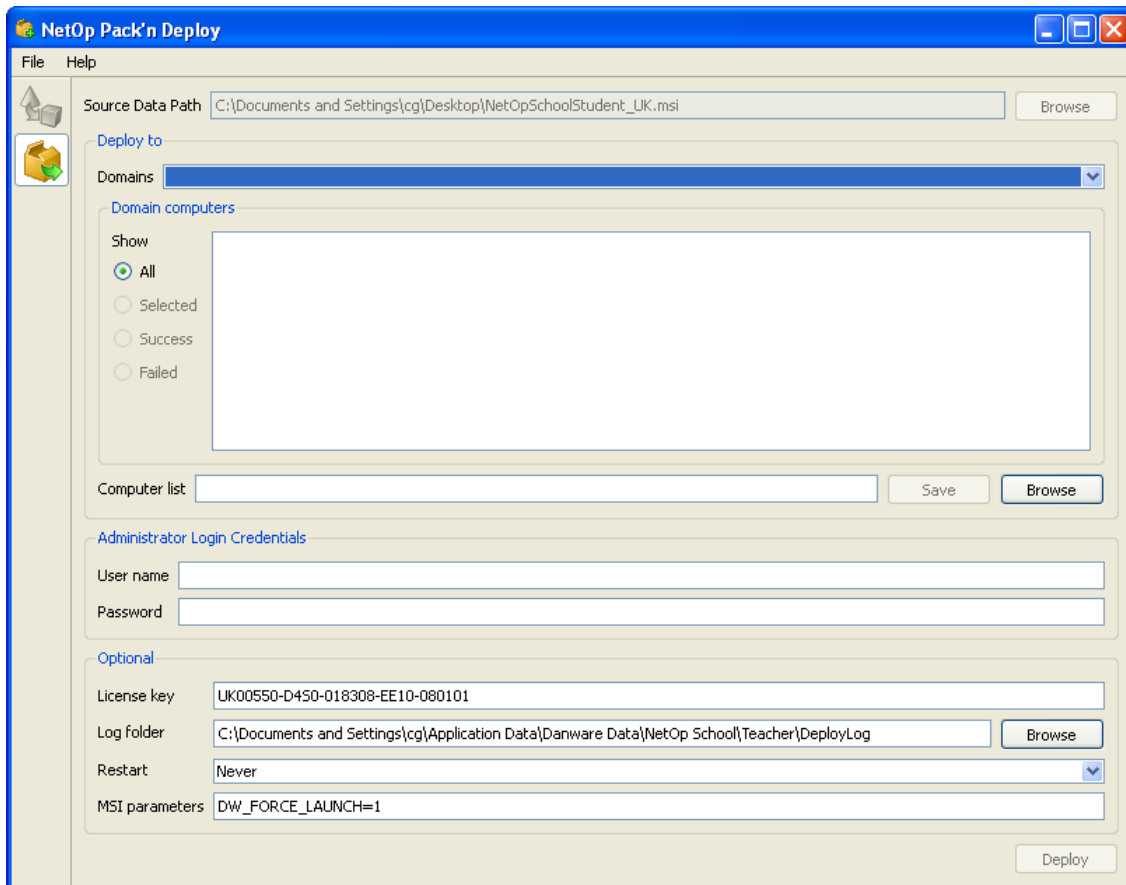 NetOp Pack'n Deploy
File Help
Source Data Path C:\Documents and Settings\cg\Desktop\NetOpSchoolStudent_UK.msi Browse
Deploy to
Domains
Domain computers
Show
All
Selected
Success
Failed
Computer list Save Browse
Administrator Login Credentials
User name
Password
Optional
License key UK00550-D4S0-018308-EE10-080101
Log folder C:\Documents and Settings\cg\Application Data\Danware Data\NetOp School\Teacher\DeployLog Browse
Restart Never
MSI parameters DW_FORCE_LAUNCH=1
Deploy